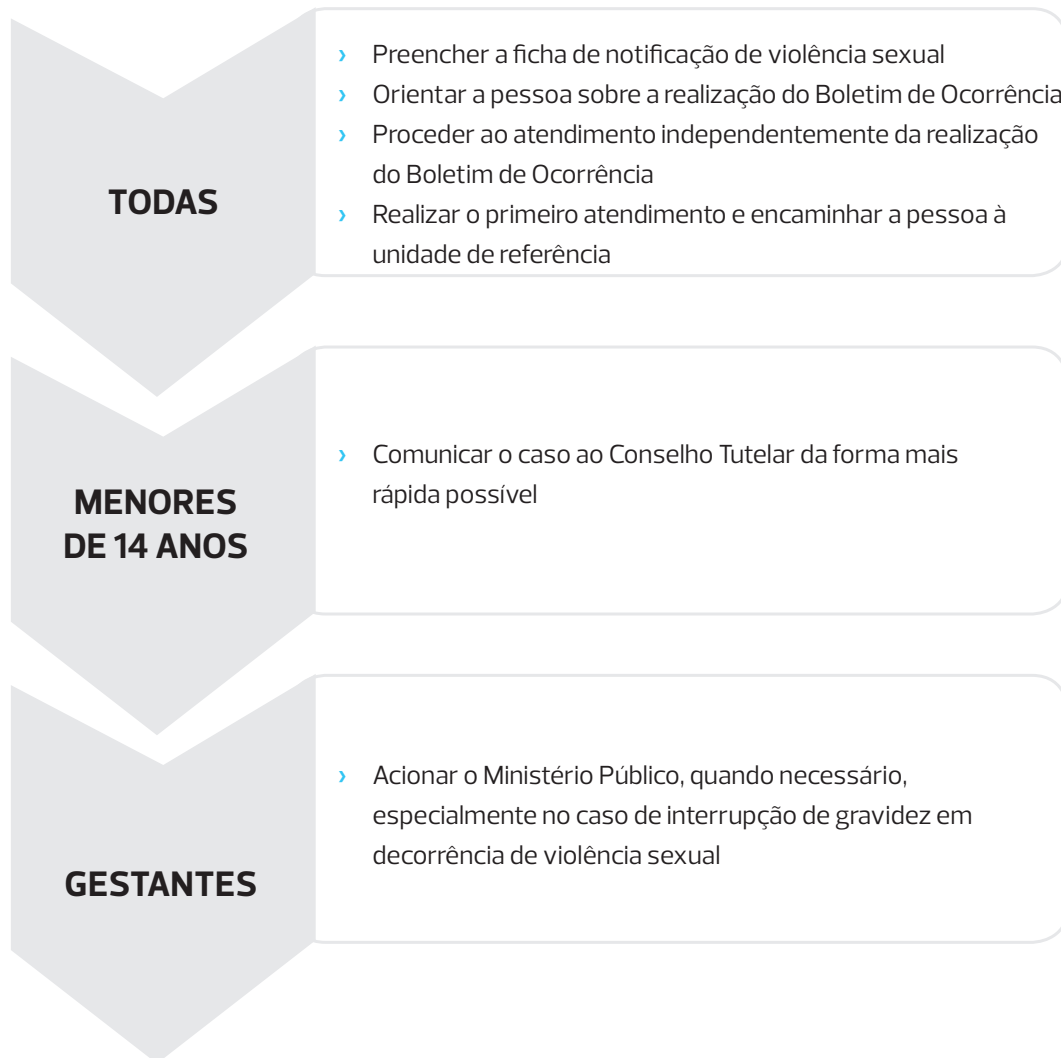 TODAS
› Preencher a ficha de notificação de violência sexual
› Orientar a pessoa sobre a realização do Boletim de Ocorrência
› Proceder ao atendimento independentemente da realização
do Boletim de Ocorrência
› Realizar o primeiro atendimento e encaminhar a pessoa à
unidade de referência
MENORES
DE 14 ANOS
› Comunicar o caso ao Conselho Tutelar da forma mais
rápida possível
GESTANTES
› Acionar o Ministério Público, quando necessário,
especialmente no caso de interrupção de gravidez em
decorrência de violência sexual